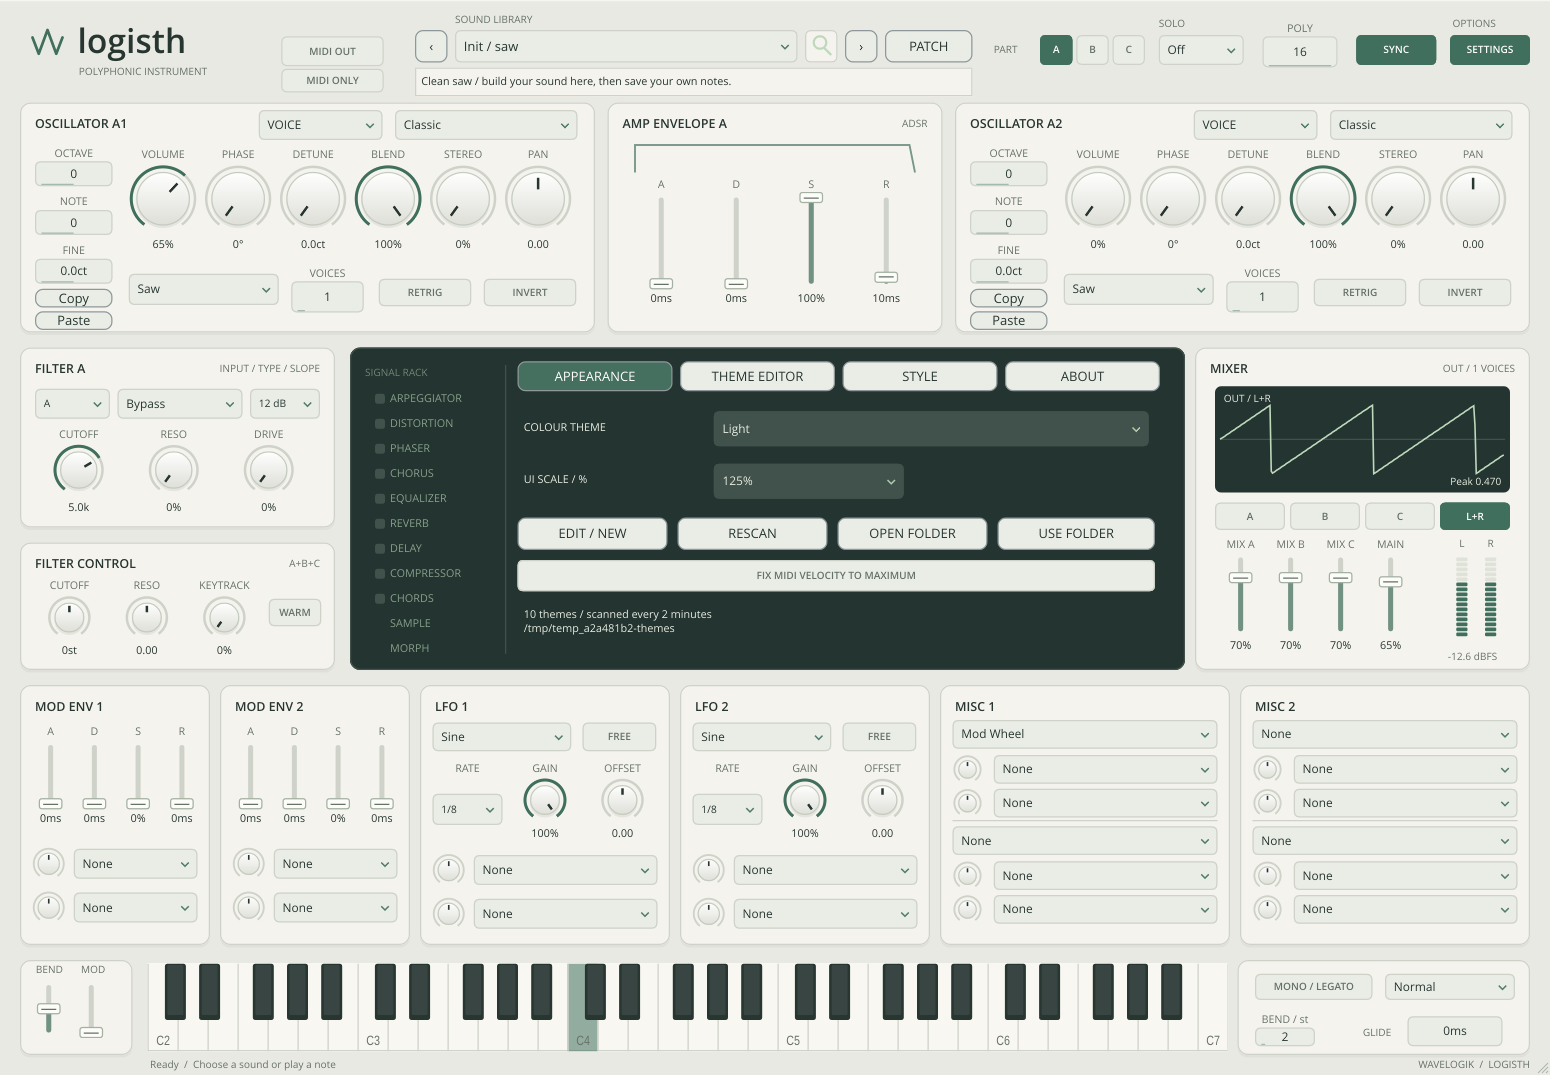 logisth
POLYPHONIC INSTRUMENT
MIDI OUT
MIDI ONLY
SOUND LIBRARY
‹
Init / saw
›
PATCH
Clean saw / build your sound here, then save your own notes.
PART
A
B
C
SOLO
Off
POLY
16
SYNC
OPTIONS
SETTINGS
OSCILLATOR A1
VOICE
Classic
OCTAVE
0
NOTE
0
FINE
0.0ct
Copy
Paste
VOLUME
PHASE
DETUNE
BLEND
STEREO
PAN
65%
0°
0.0ct
100%
0%
0.00
Saw
VOICES
1
RETRIG
INVERT
AMP ENVELOPE A
ADSR
A
D
S
R
0ms
0ms
100%
10ms
OSCILLATOR A2
VOICE
Classic
OCTAVE
0
NOTE
0
FINE
0.0ct
Copy
Paste
VOLUME
PHASE
DETUNE
BLEND
STEREO
PAN
0%
0°
0.0ct
100%
0%
0.00
Saw
VOICES
1
RETRIG
INVERT
FILTER A
INPUT / TYPE / SLOPE
A
Bypass
12 dB
CUTOFF
RESO
DRIVE
5.0k
0%
0%
FILTER CONTROL
A+B+C
CUTOFF
RESO
KEYTRACK
WARM
0st
0.00
0%
SIGNAL RACK
ARPEGGIATOR
DISTORTION
PHASER
CHORUS
EQUALIZER
REVERB
DELAY
COMPRESSOR
CHORDS
SAMPLE
MORPH
APPEARANCE
THEME EDITOR
STYLE
ABOUT
COLOUR THEME
Light
UI SCALE / %
125%
EDIT / NEW
RESCAN
OPEN FOLDER
USE FOLDER
FIX MIDI VELOCITY TO MAXIMUM
10 themes / scanned every 2 minutes
/tmp/temp_a2a481b2-themes
MIXER
OUT / 1 VOICES
OUT / L+R
Peak 0.470
A
B
C
L+R
MIX A
MIX B
MIX C
MAIN
L
R
70%
70%
70%
65%
-12.6 dBFS
MOD ENV 1
A
D
S
R
0ms
0ms
0%
0ms
None
None
MOD ENV 2
A
D
S
R
0ms
0ms
0%
0ms
None
None
LFO 1
Sine
FREE
RATE
GAIN
OFFSET
1/8
100%
0.00
None
None
LFO 2
Sine
FREE
RATE
GAIN
OFFSET
1/8
100%
0.00
None
None
MISC 1
Mod Wheel
None
None
None
None
None
MISC 2
None
None
None
None
None
None
BEND
MOD
C2
C3
C4
C5
C6
C7
MONO / LEGATO
Normal
BEND / st
2
GLIDE
0ms
Ready / Choose a sound or play a note
WAVELOGIK / LOGISTH